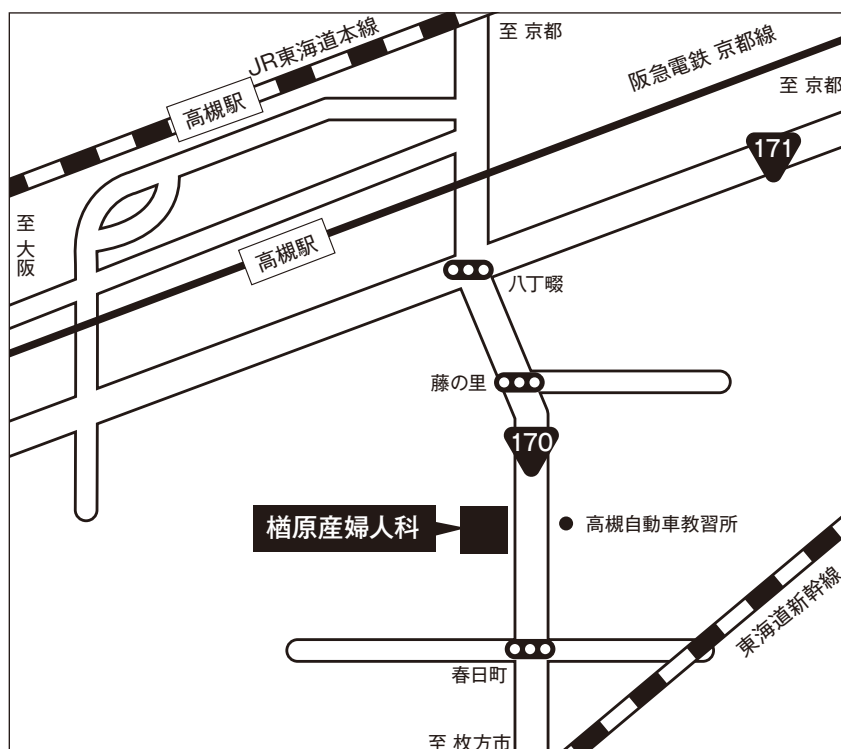 JR東海道本線
至 京都
阪急電鉄 京都線
至 京都
高槻駅
171
至 大阪
高槻駅
八丁畷
藤の里
170
楢原産婦人科
高槻自動車教習所
東海道新幹線
春日町
至 枚方市